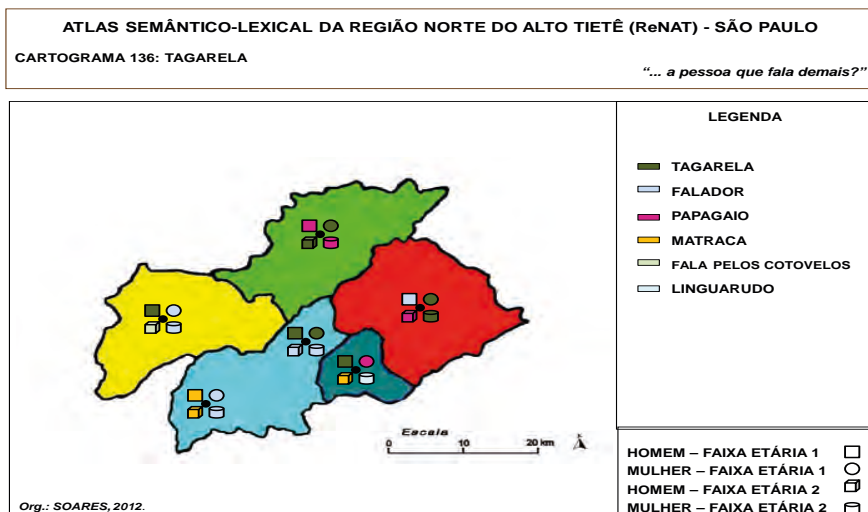 ATLAS SEMÂNTICO-LEXICAL DA REGIÃO NORTE DO ALTO TIETÊ (ReNAT) - SÃO PAULO
CARTOGRAMA 136: TAGARELA
“... a pessoa que fala demais?”
LEGENDA
TAGARELA
FALADOR
PAPAGAIO
MATRACA
FALA PELOS COTOVELOS
LINGUARUDO
Escala
0 10 20 km
HOMEM – FAIXA ETÁRIA 1
MULHER – FAIXA ETÁRIA 1
HOMEM – FAIXA ETÁRIA 2
MULHER – FAIXA ETÁRIA 2
Org.: SOARES, 2012.